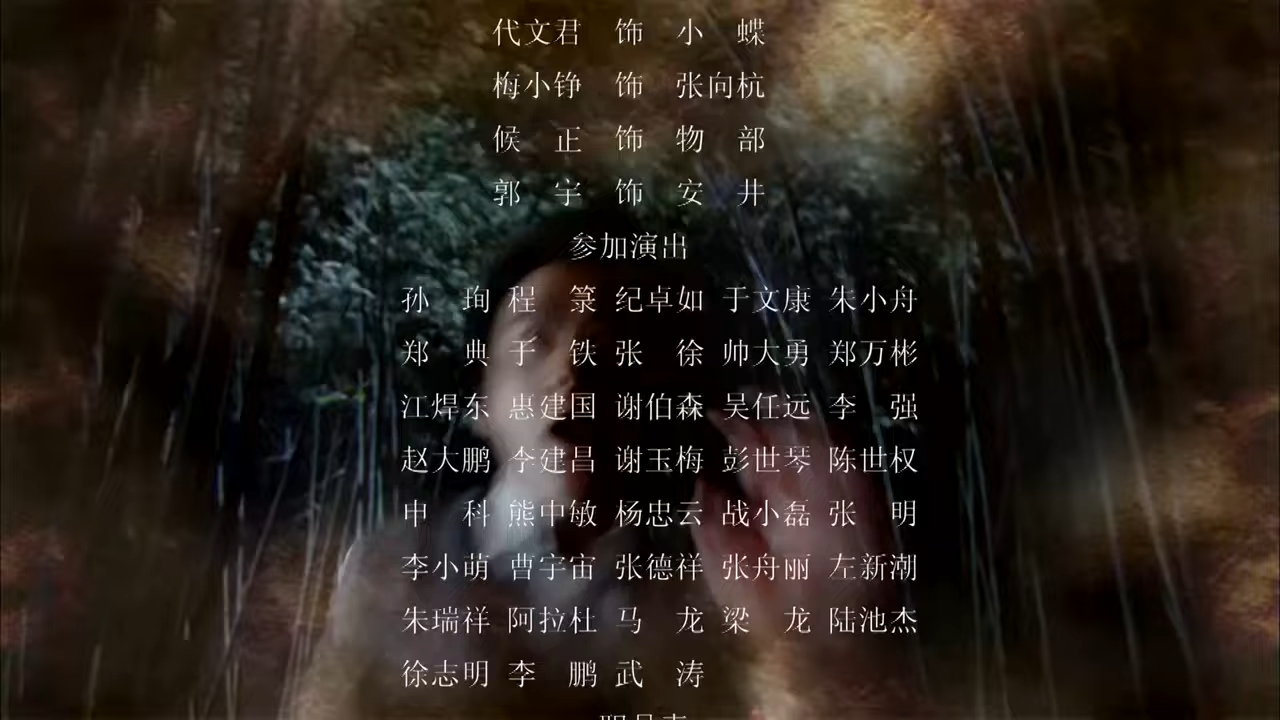 代文君 饰 小蝶
梅小铮 饰 张向杭
候正 饰 物部
郭宇 饰 安井
参加演出
孙珣 程箓 纪卓如 于文康 朱小舟
郑典 于铁 张徐 帅大勇 郑万彬
江焊东 惠建国 谢伯森 吴任远 李强
赵大鹏 李建昌 谢玉梅 彭世琴 陈世权
申科 熊中敏 杨忠云 战小磊 张明
李小萌 曹宇宙 张德祥 张舟丽 左新潮
朱瑞祥 阿拉杜 马龙 梁龙 陆池杰
徐志明 李鹏 武涛